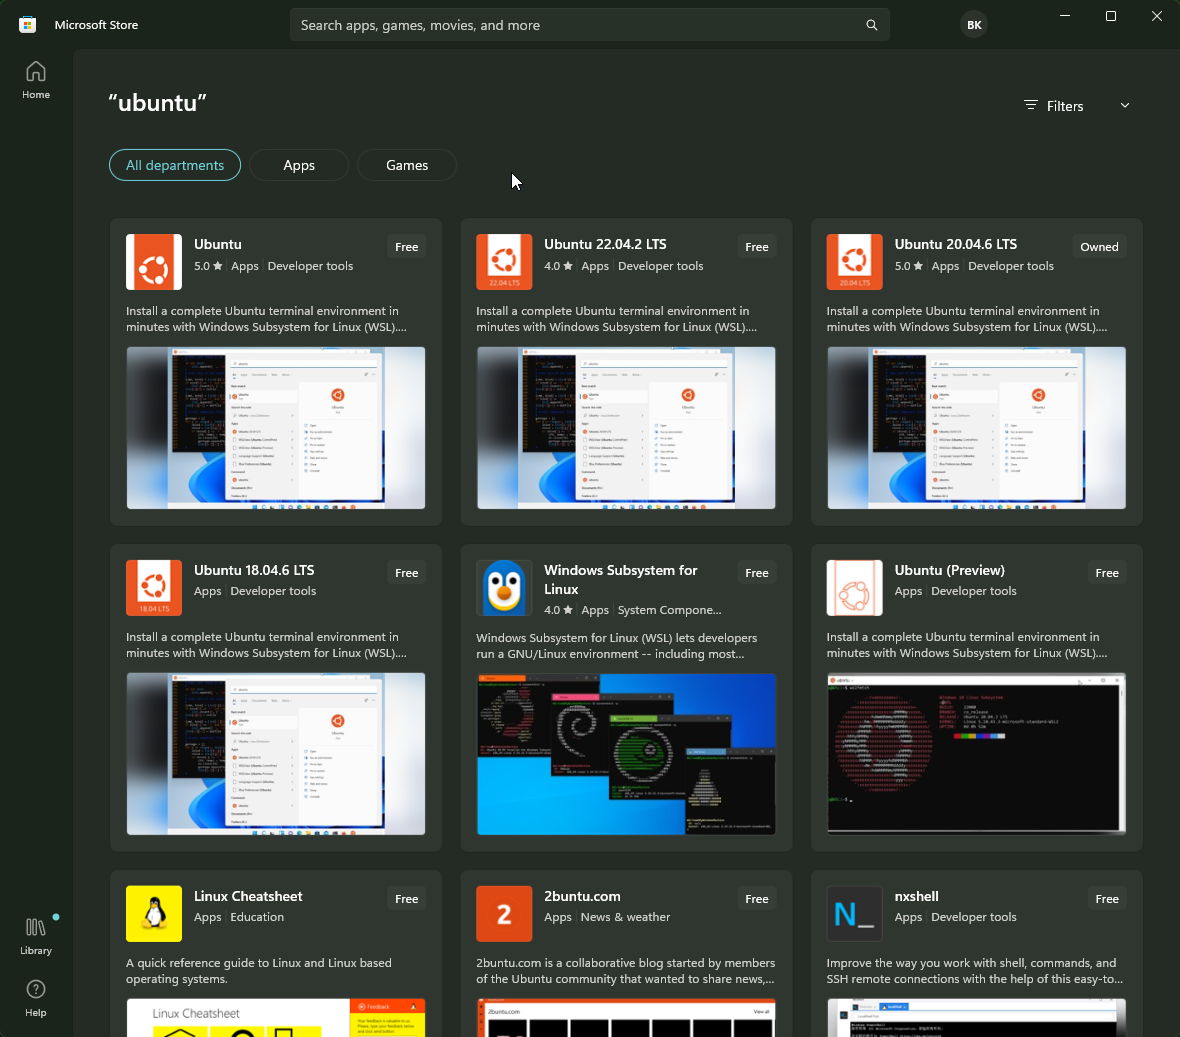 Microsoft Store
Search apps, games, movies, and more
BK
Home
“ubuntu”
Filters
All departments
Apps
Games
Ubuntu
Free
5.0 ★ Apps Developer tools
Install a complete Ubuntu terminal environment in
minutes with Windows Subsystem for Linux (WSL)....
Ubuntu 22.04.2 LTS
Free
4.0 ★ Apps Developer tools
22.04 LTS
Install a complete Ubuntu terminal environment in
minutes with Windows Subsystem for Linux (WSL)....
Ubuntu 20.04.6 LTS
Owned
5.0 ★ Apps Developer tools
20.04 LTS
Install a complete Ubuntu terminal environment in
minutes with Windows Subsystem for Linux (WSL)....
Ubuntu 18.04.6 LTS
Free
Apps Developer tools
18.04 LTS
Install a complete Ubuntu terminal environment in
minutes with Windows Subsystem for Linux (WSL)....
Windows Subsystem for
Linux
Free
4.0 ★ Apps System Compone...
Windows Subsystem for Linux (WSL) lets developers
run a GNU/Linux environment -- including most...
Ubuntu (Preview)
Free
Apps Developer tools
Install a complete Ubuntu terminal environment in
minutes with Windows Subsystem for Linux (WSL)....
Linux Cheatsheet
Free
Apps Education
A quick reference guide to Linux and Linux based
operating systems.
Linux Cheatsheet
Feedback
2
2buntu.com
Free
Apps News & weather
2buntu.com is a collaborative blog started by members
of the Ubuntu community that wanted to share news,...
2buntu.com
View all
N_
nxshell
Free
Apps Developer tools
Improve the way you work with shell, commands, and
SSH remote connections with the help of this easy-to...
Library
Help